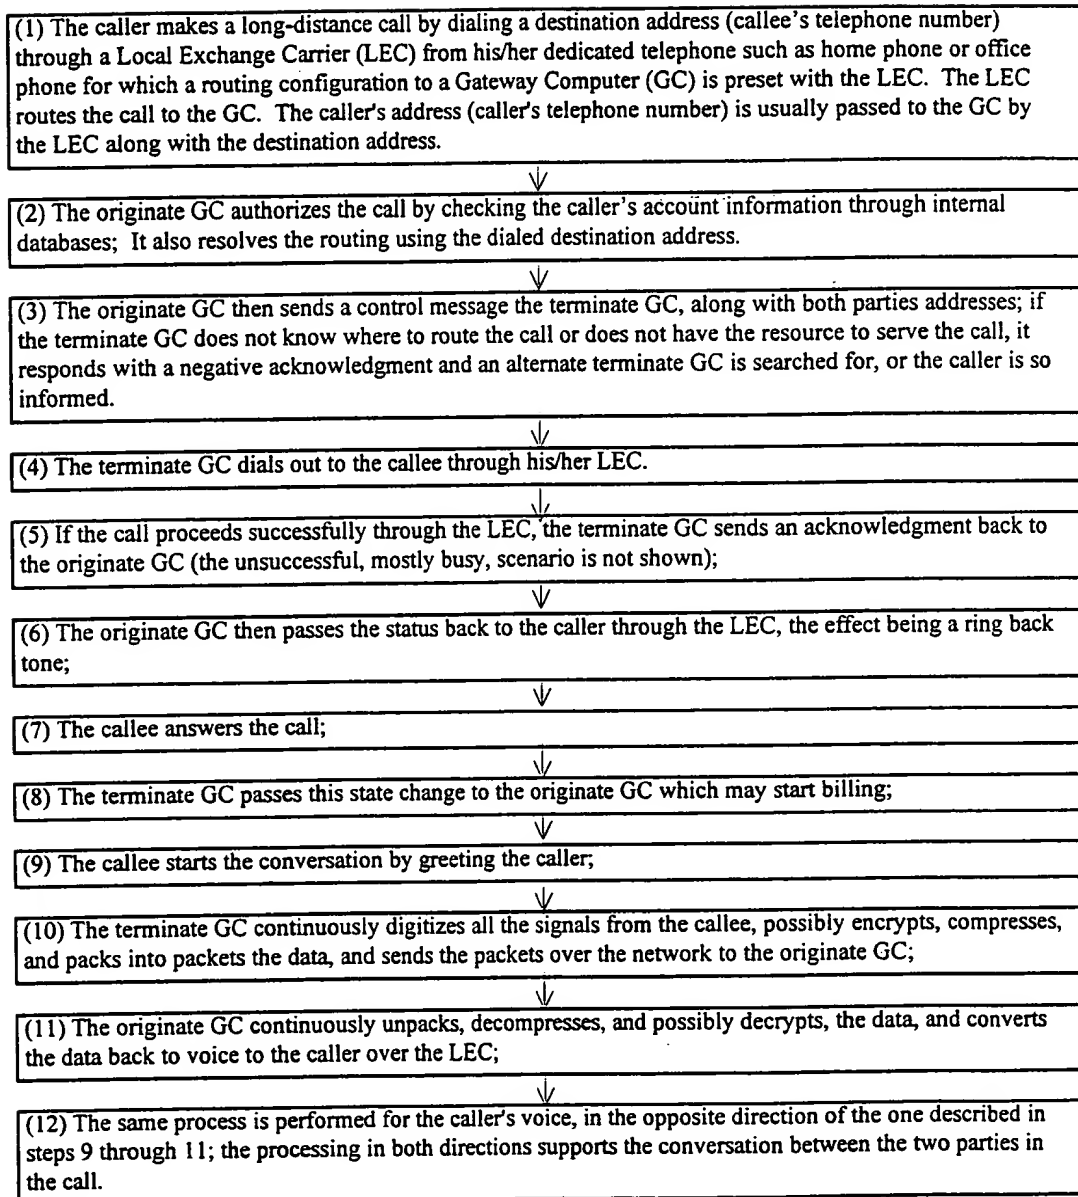 (1) The caller makes a long-distance call by dialing a destination address (callee's telephone number)
through a Local Exchange Carrier (LEC) from his/her dedicated telephone such as home phone or office
phone for which a routing configuration to a Gateway Computer (GC) is preset with the LEC. The LEC
routes the call to the GC. The caller's address (caller's telephone number) is usually passed to the GC by
the LEC along with the destination address.
(2) The originate GC authorizes the call by checking the caller's account information through internal
databases; It also resolves the routing using the dialed destination address.
(3) The originate GC then sends a control message the terminate GC, along with both parties addresses; if
the terminate GC does not know where to route the call or does not have the resource to serve the call, it
responds with a negative acknowledgment and an alternate terminate GC is searched for, or the caller is so
informed.
(4) The terminate GC dials out to the callee through his/her LEC.
(5) If the call proceeds successfully through the LEC, the terminate GC sends an acknowledgment back to
the originate GC (the unsuccessful, mostly busy, scenario is not shown);
(6) The originate GC then passes the status back to the caller through the LEC, the effect being a ring back
tone;
(7) The callee answers the call;
(8) The terminate GC passes this state change to the originate GC which may start billing;
(9) The callee starts the conversation by greeting the caller;
(10) The terminate GC continuously digitizes all the signals from the callee, possibly encrypts, compresses,
and packs into packets the data, and sends the packets over the network to the originate GC;
(11) The originate GC continuously unpacks, decompresses, and possibly decrypts, the data, and converts
the data back to voice to the caller over the LEC;
(12) The same process is performed for the caller's voice, in the opposite direction of the one described in
steps 9 through 11; the processing in both directions supports the conversation between the two parties in
the call.